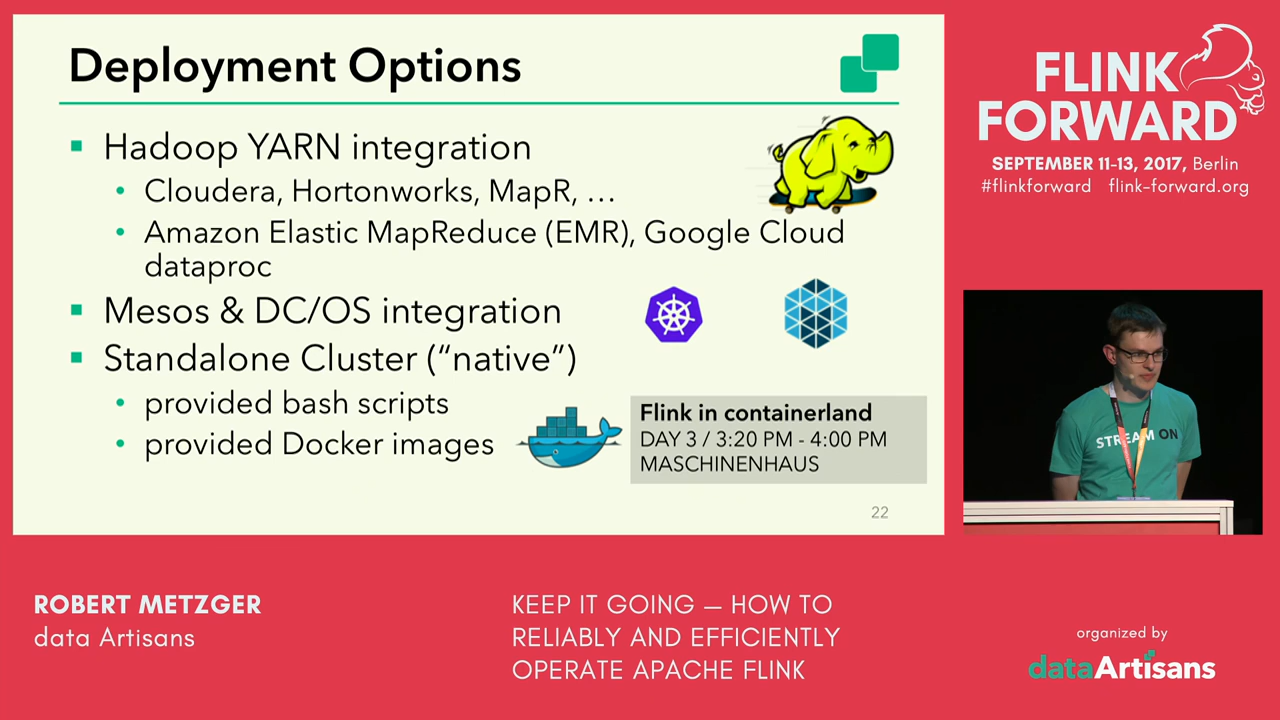 Deployment Options
▪ Hadoop YARN integration
• Cloudera, Hortonworks, MapR, …
• Amazon Elastic MapReduce (EMR), Google Cloud
dataproc
▪ Mesos & DC/OS integration
▪ Standalone Cluster (“native”)
• provided bash scripts
• provided Docker images
Flink in containerland
DAY 3 / 3:20 PM - 4:00 PM
MASCHINENHAUS
22
FLINK
FORWARD
SEPTEMBER 11-13, 2017, Berlin
#flinkforward flink-forward.org
STREAM ON
ROBERT METZGER
data Artisans
KEEP IT GOING — HOW TO
RELIABLY AND EFFICIENTLY
OPERATE APACHE FLINK
organized by
dataArtisans